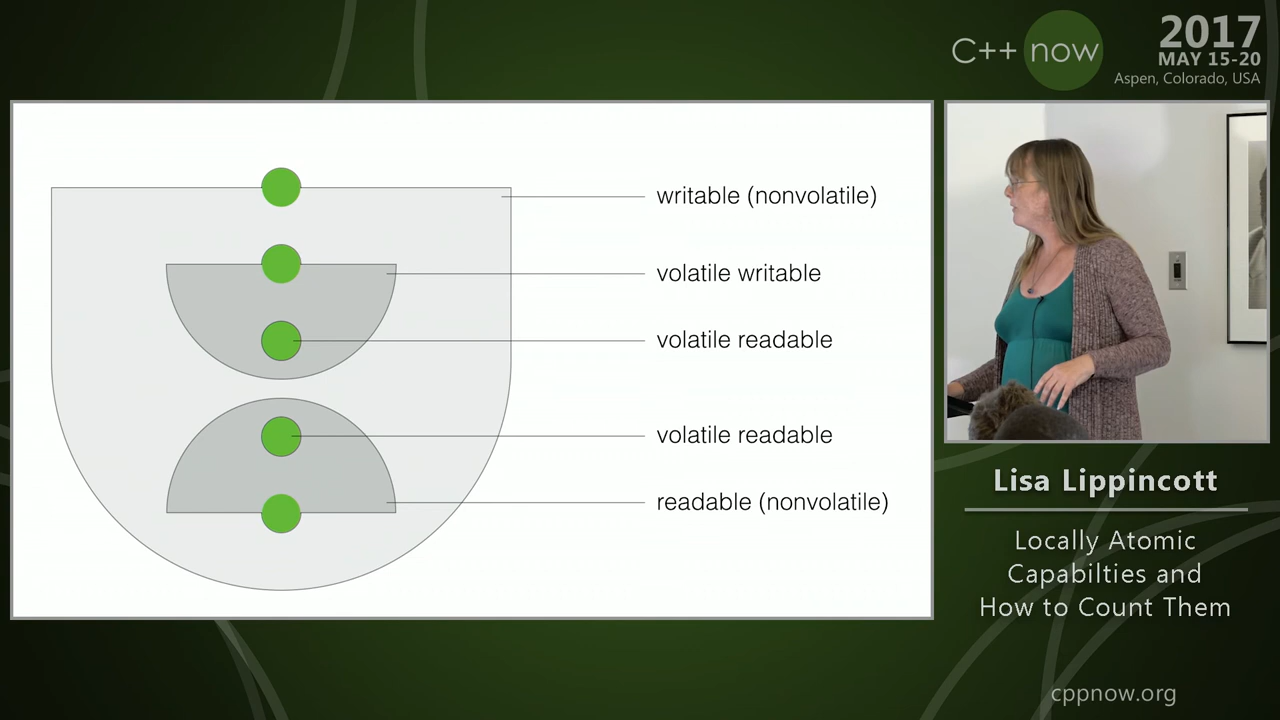 C++ now
2017
MAY 15-20
Aspen, Colorado, USA
writable (nonvolatile)
volatile writable
volatile readable
volatile readable
readable (nonvolatile)
Lisa Lippincott
Locally Atomic
Capabilties and
How to Count Them
cppnow.org